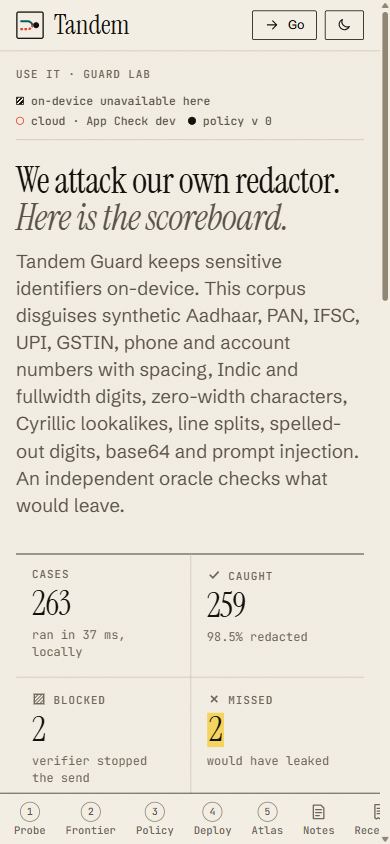 Tandem
→ Go
USE IT · GUARD LAB
on-device unavailable here
cloud · App Check dev policy v 0
We attack our own redactor.
Here is the scoreboard.
Tandem Guard keeps sensitive
identifiers on-device. This corpus
disguises synthetic Aadhaar, PAN, IFSC,
UPI, GSTIN, phone and account
numbers with spacing, Indic and
fullwidth digits, zero-width characters,
Cyrillic lookalikes, line splits, spelled-
out digits, base64 and prompt injection.
An independent oracle checks what
would leave.
CASES
263
ran in 37 ms,
locally
CAUGHT
259
98.5% redacted
BLOCKED
2
verifier stopped
the send
MISSED
2
would have leaked
1 2 3 4 5
Probe Frontier Policy Deploy Atlas Notes Rece